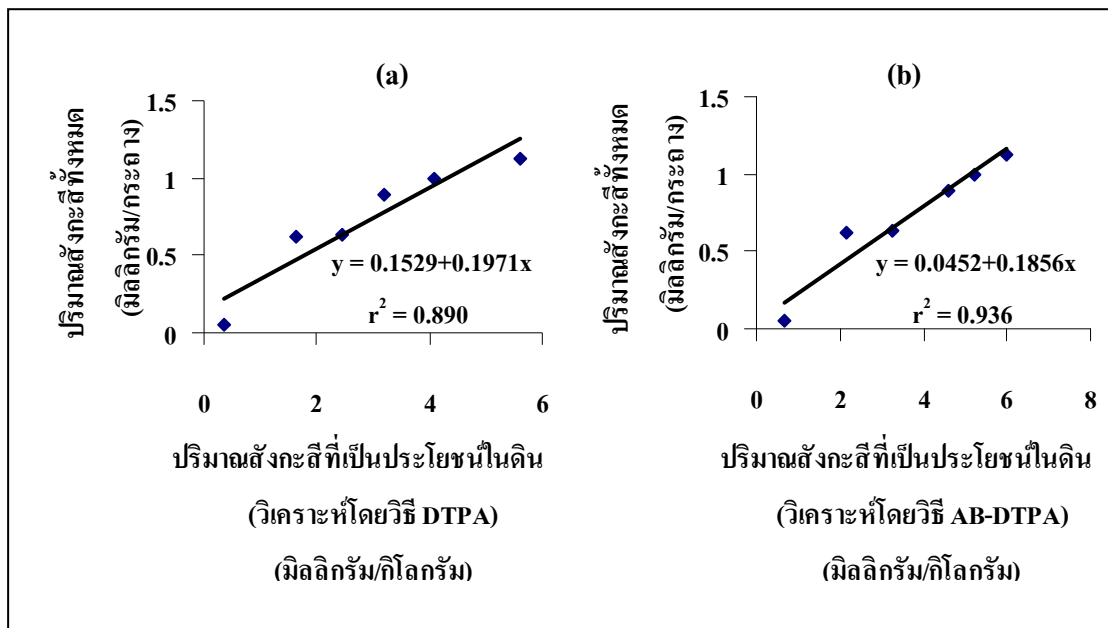 (a)
ปริมาณสังกะสีทั้งหมด
(มิลลิกรัม/กระถาง)
1.5
1
0.5
0
y = 0.1529+0.1971x
r² = 0.890
0 2 4 6
ปริมาณสังกะสีที่เป็นประโยชน์ในดิน
(วิเคราะห์โดยวิธี DTPA)
(มิลลิกรัม/กิโลกรัม)
(b)
ปริมาณสังกะสีทั้งหมด
(มิลลิกรัม/กระถาง)
1.5
1
0.5
0
y = 0.0452+0.1856x
r² = 0.936
0 2 4 6 8
ปริมาณสังกะสีที่เป็นประโยชน์ในดิน
(วิเคราะห์โดยวิธี AB-DTPA)
(มิลลิกรัม/กิโลกรัม)